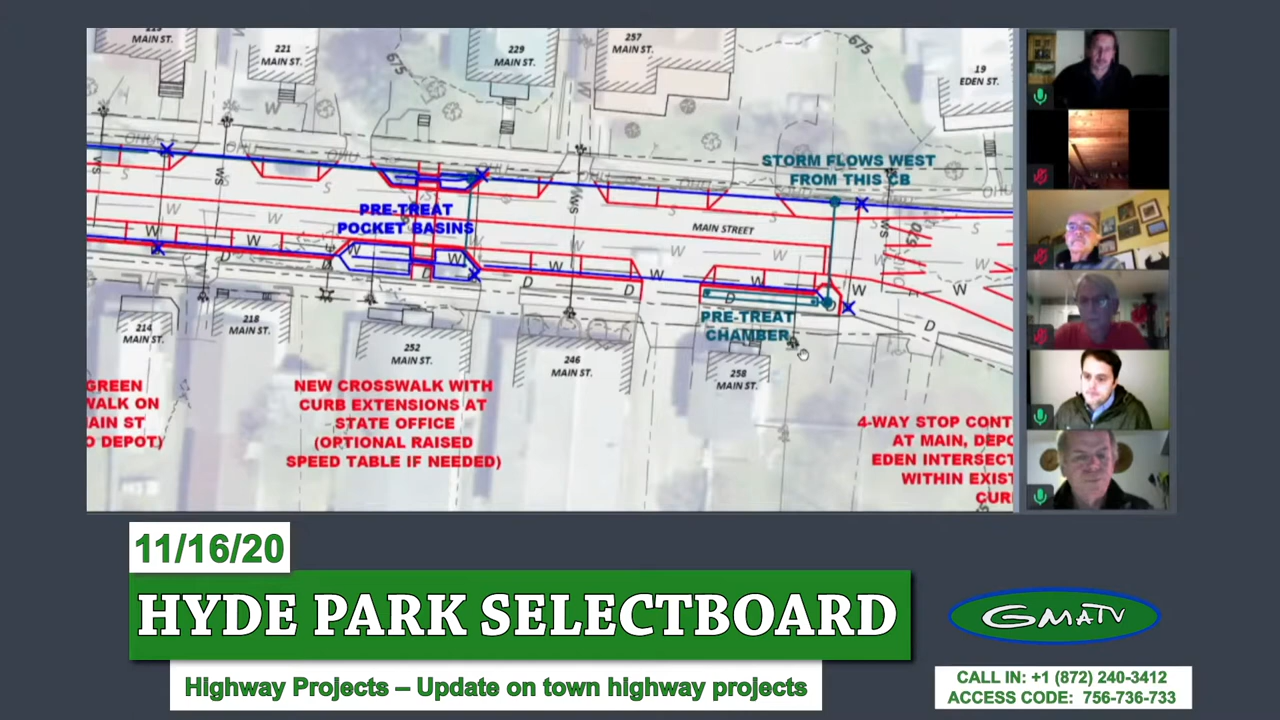 221
MAIN ST.
229
MAIN ST.
257
MAIN ST.
19
EDEN ST.
675
675
STORM FLOWS WEST
FROM THIS CB
PRE-TREAT
POCKET BASINS
MAIN STREET
PRE-TREAT
CHAMBER
214
MAIN ST.
218
MAIN ST.
252
MAIN ST.
246
MAIN ST.
258
MAIN ST.
GREEN
WALK ON
AIN ST
O DEPOT)
NEW CROSSWALK WITH
CURB EXTENSIONS AT
STATE OFFICE
(OPTIONAL RAISED
SPEED TABLE IF NEEDED)
4-WAY STOP CONT
AT MAIN, DEPO
EDEN INTERSECT
WITHIN EXIST
CUR
11/16/20
HYDE PARK SELECTBOARD
Highway Projects – Update on town highway projects
GMATV
CALL IN: +1 (872) 240-3412
ACCESS CODE: 756-736-733